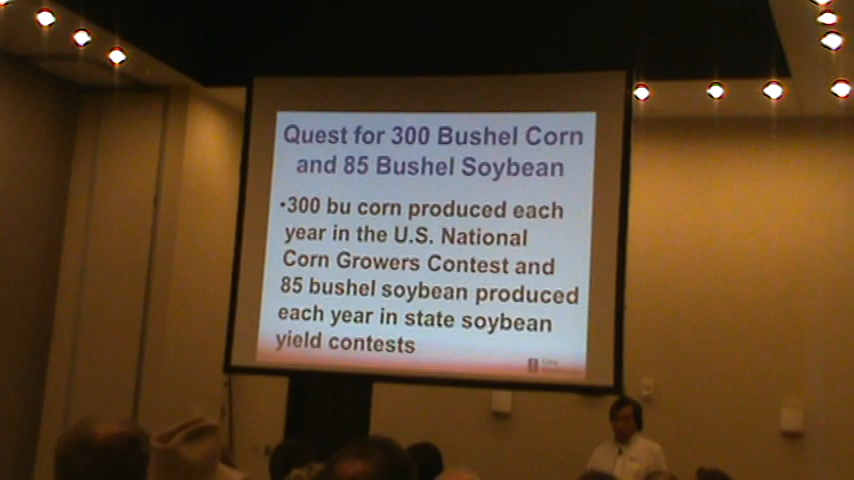 Quest for 300 Bushel Corn
and 85 Bushel Soybean
•300 bu corn produced each
year in the U.S. National
Corn Growers Contest and
85 bushel soybean produced
each year in state soybean
yield contests